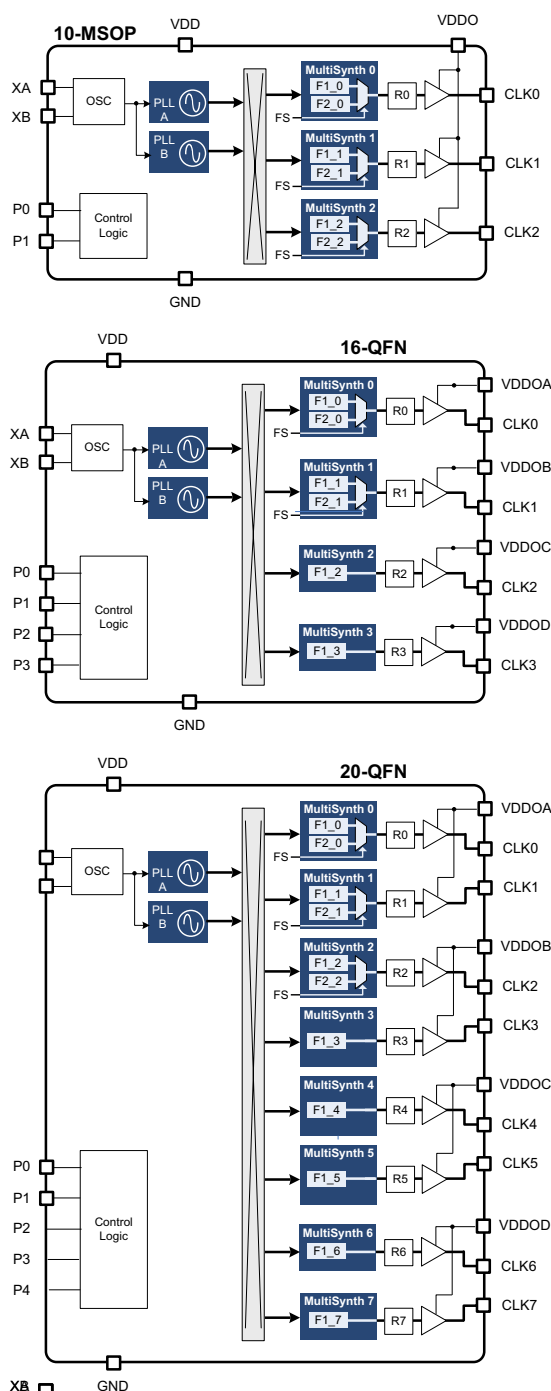 VDD
VDDO
10-MSOP
MultiSynth 0
XA
OSC
PLL
A
F1_0
F2_0
R0
CLK0
XB
FS
PLL
B
MultiSynth 1
F1_1
F2_1
R1
CLK1
FS
P0
P1
Control
Logic
MultiSynth 2
F1_2
F2_2
R2
CLK2
FS
GND
VDD
16-QFN
MultiSynth 0
VDDOA
F1_0
F2_0
R0
CLK0
FS
XA
XB
OSC
PLL
A
PLL
B
MultiSynth 1
VDDOB
F1_1
F2_1
R1
CLK1
FS
P0
P1
P2
P3
Control
Logic
MultiSynth 2
VDDOC
F1_2
R2
CLK2
MultiSynth 3
VDDOD
F1_3
R3
CLK3
GND
VDD
20-QFN
MultiSynth 0
VDDOA
F1_0
F2_0
R0
CLK0
FS
OSC
PLL
A
PLL
B
MultiSynth 1
F1_1
F2_1
R1
CLK1
FS
MultiSynth 2
VDDOB
F1_2
F2_2
R2
CLK2
FS
MultiSynth 3
F1_3
R3
CLK3
MultiSynth 4
VDDOC
F1_4
R4
CLK4
MultiSynth 5
F1_5
R5
CLK5
P0
P1
P2
P3
P4
Control
Logic
MultiSynth 6
VDDOD
F1_6
R6
CLK6
MultiSynth 7
F1_7
R7
CLK7
GND